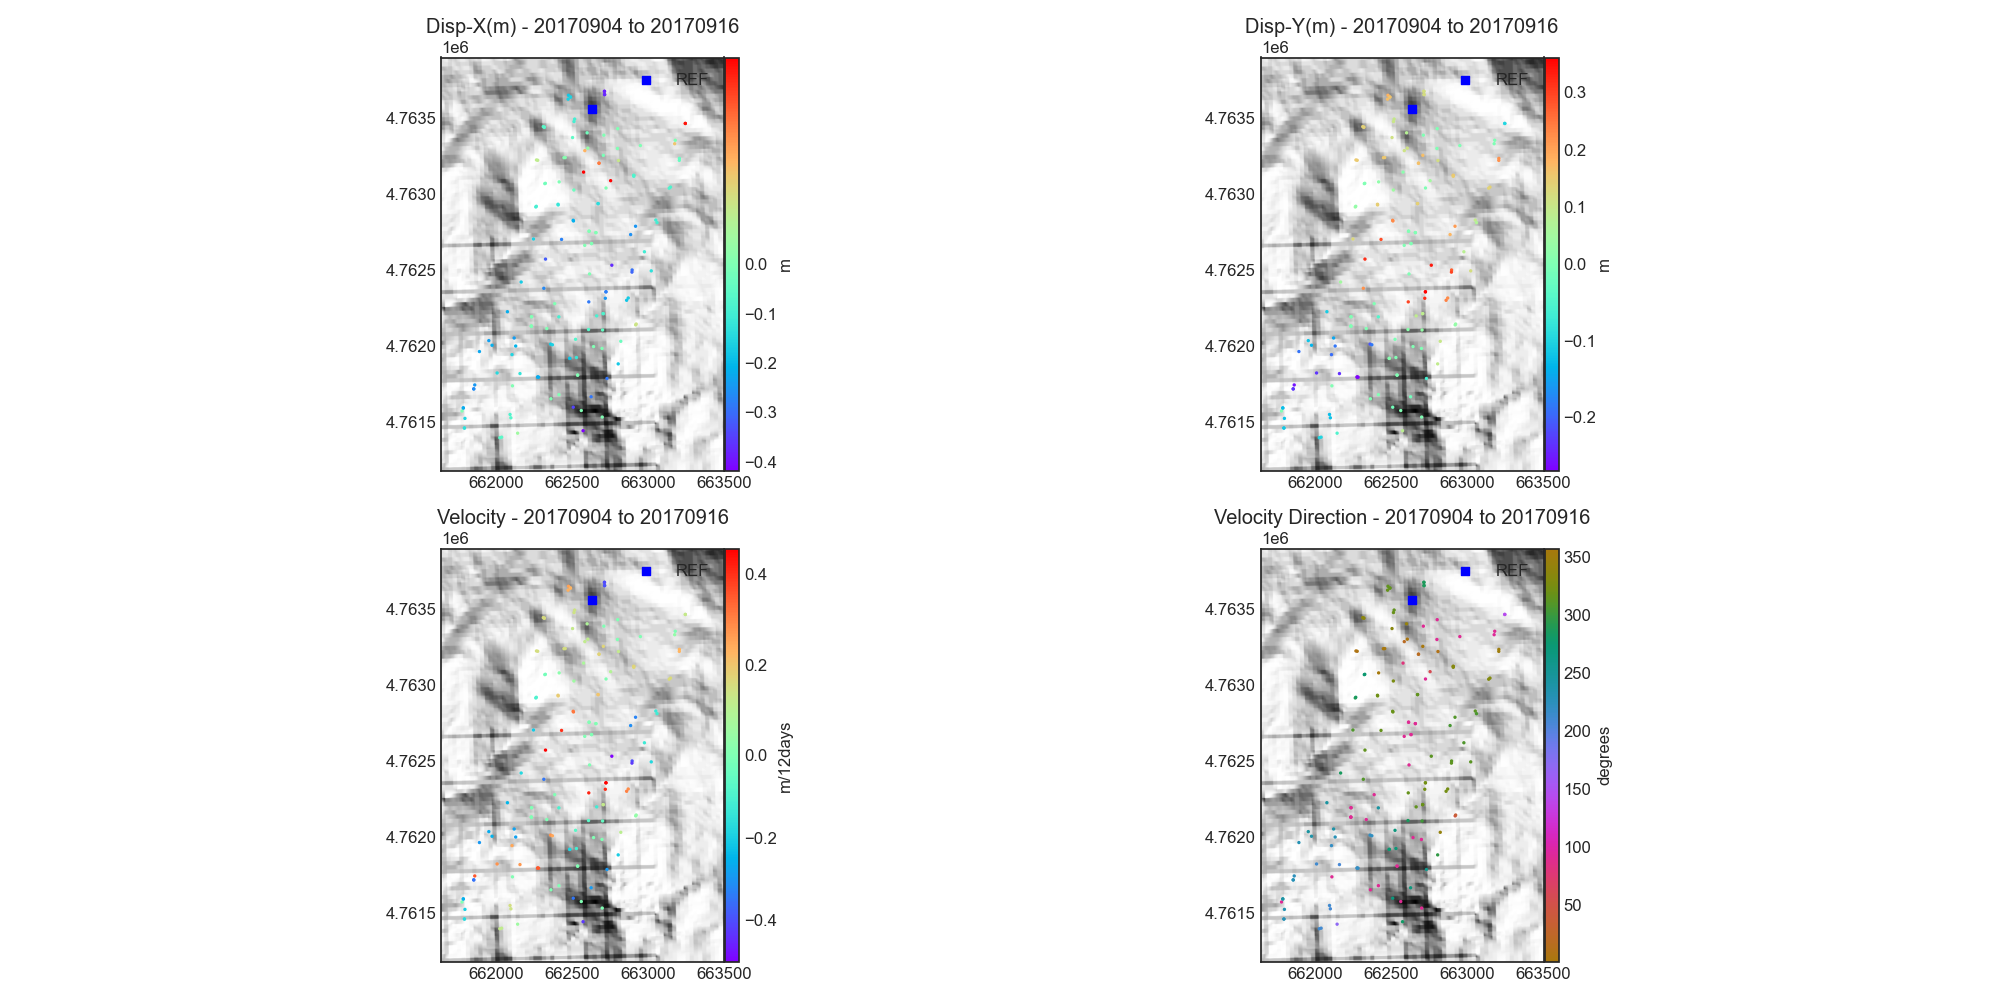 Disp-X(m) - 20170904 to 20170916
1e6
REF
4.7635
4.7630
4.7625
4.7620
4.7615
662000 662500 663000 663500
0.0
−0.1
−0.2
−0.3
−0.4
m
Disp-Y(m) - 20170904 to 20170916
1e6
REF
4.7635
4.7630
4.7625
4.7620
4.7615
662000 662500 663000 663500
0.3
0.2
0.1
0.0
−0.1
−0.2
m
Velocity - 20170904 to 20170916
1e6
REF
4.7635
4.7630
4.7625
4.7620
4.7615
662000 662500 663000 663500
0.4
0.2
0.0
−0.2
−0.4
m/12days
Velocity Direction - 20170904 to 20170916
1e6
REF
4.7635
4.7630
4.7625
4.7620
4.7615
662000 662500 663000 663500
350
300
250
200
150
100
50
degrees